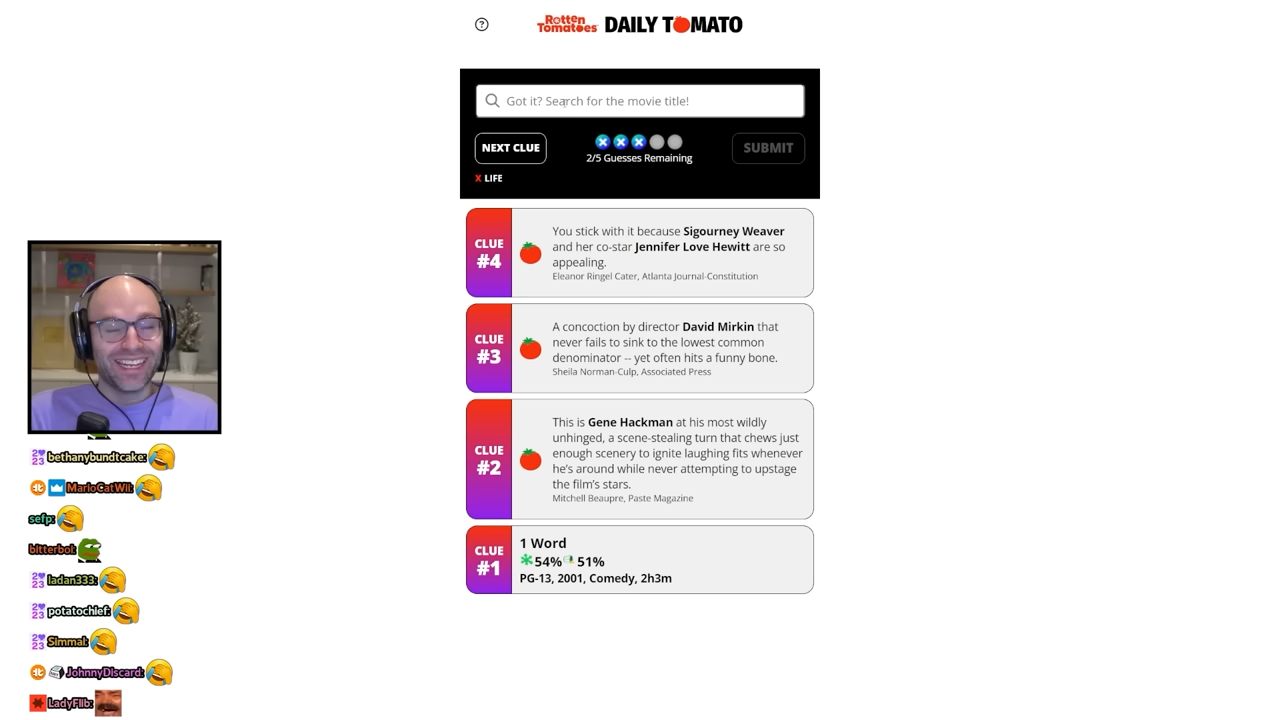 Rotten Tomatoes DAILY TOMATO
Got it? Search for the movie title!
NEXT CLUE
2/5 Guesses Remaining
SUBMIT
X LIFE
CLUE #4
You stick with it because Sigourney Weaver
and her co-star Jennifer Love Hewitt are so
appealing.
Eleanor Ringel Cater, Atlanta Journal-Constitution
CLUE #3
A concoction by director David Mirkin that
never fails to sink to the lowest common
denominator -- yet often hits a funny bone.
Sheila Norman-Culp, Associated Press
CLUE #2
This is Gene Hackman at his most wildly
unhinged, a scene-stealing turn that chews just
enough scenery to ignite laughing fits whenever
he's around while never attempting to upstage
the film's stars.
Mitchell Beaupre, Paste Magazine
CLUE #1
1 Word
54% 51%
PG-13, 2001, Comedy, 2h3m
bethanybundtcake:
MarioCatWii:
sefp:
bitterbol:
ladan333:
potatochief:
Simmal:
JohnnyDiscard:
LadyFlib: